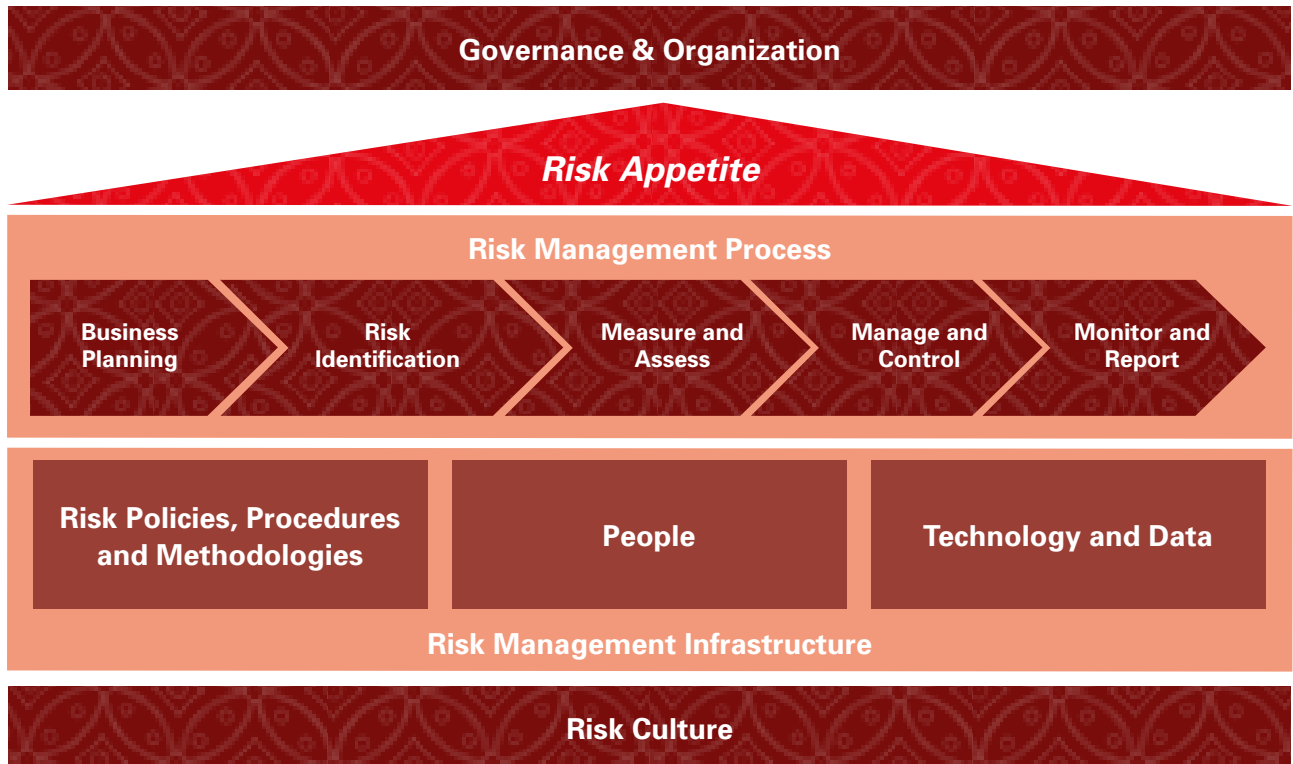 Governance & Organization
Risk Appetite
Risk Management Process
Business
Planning
Risk
Identification
Measure and
Assess
Manage and
Control
Monitor and
Report
Risk Policies, Procedures
and Methodologies
People
Technology and Data
Risk Management Infrastructure
Risk Culture